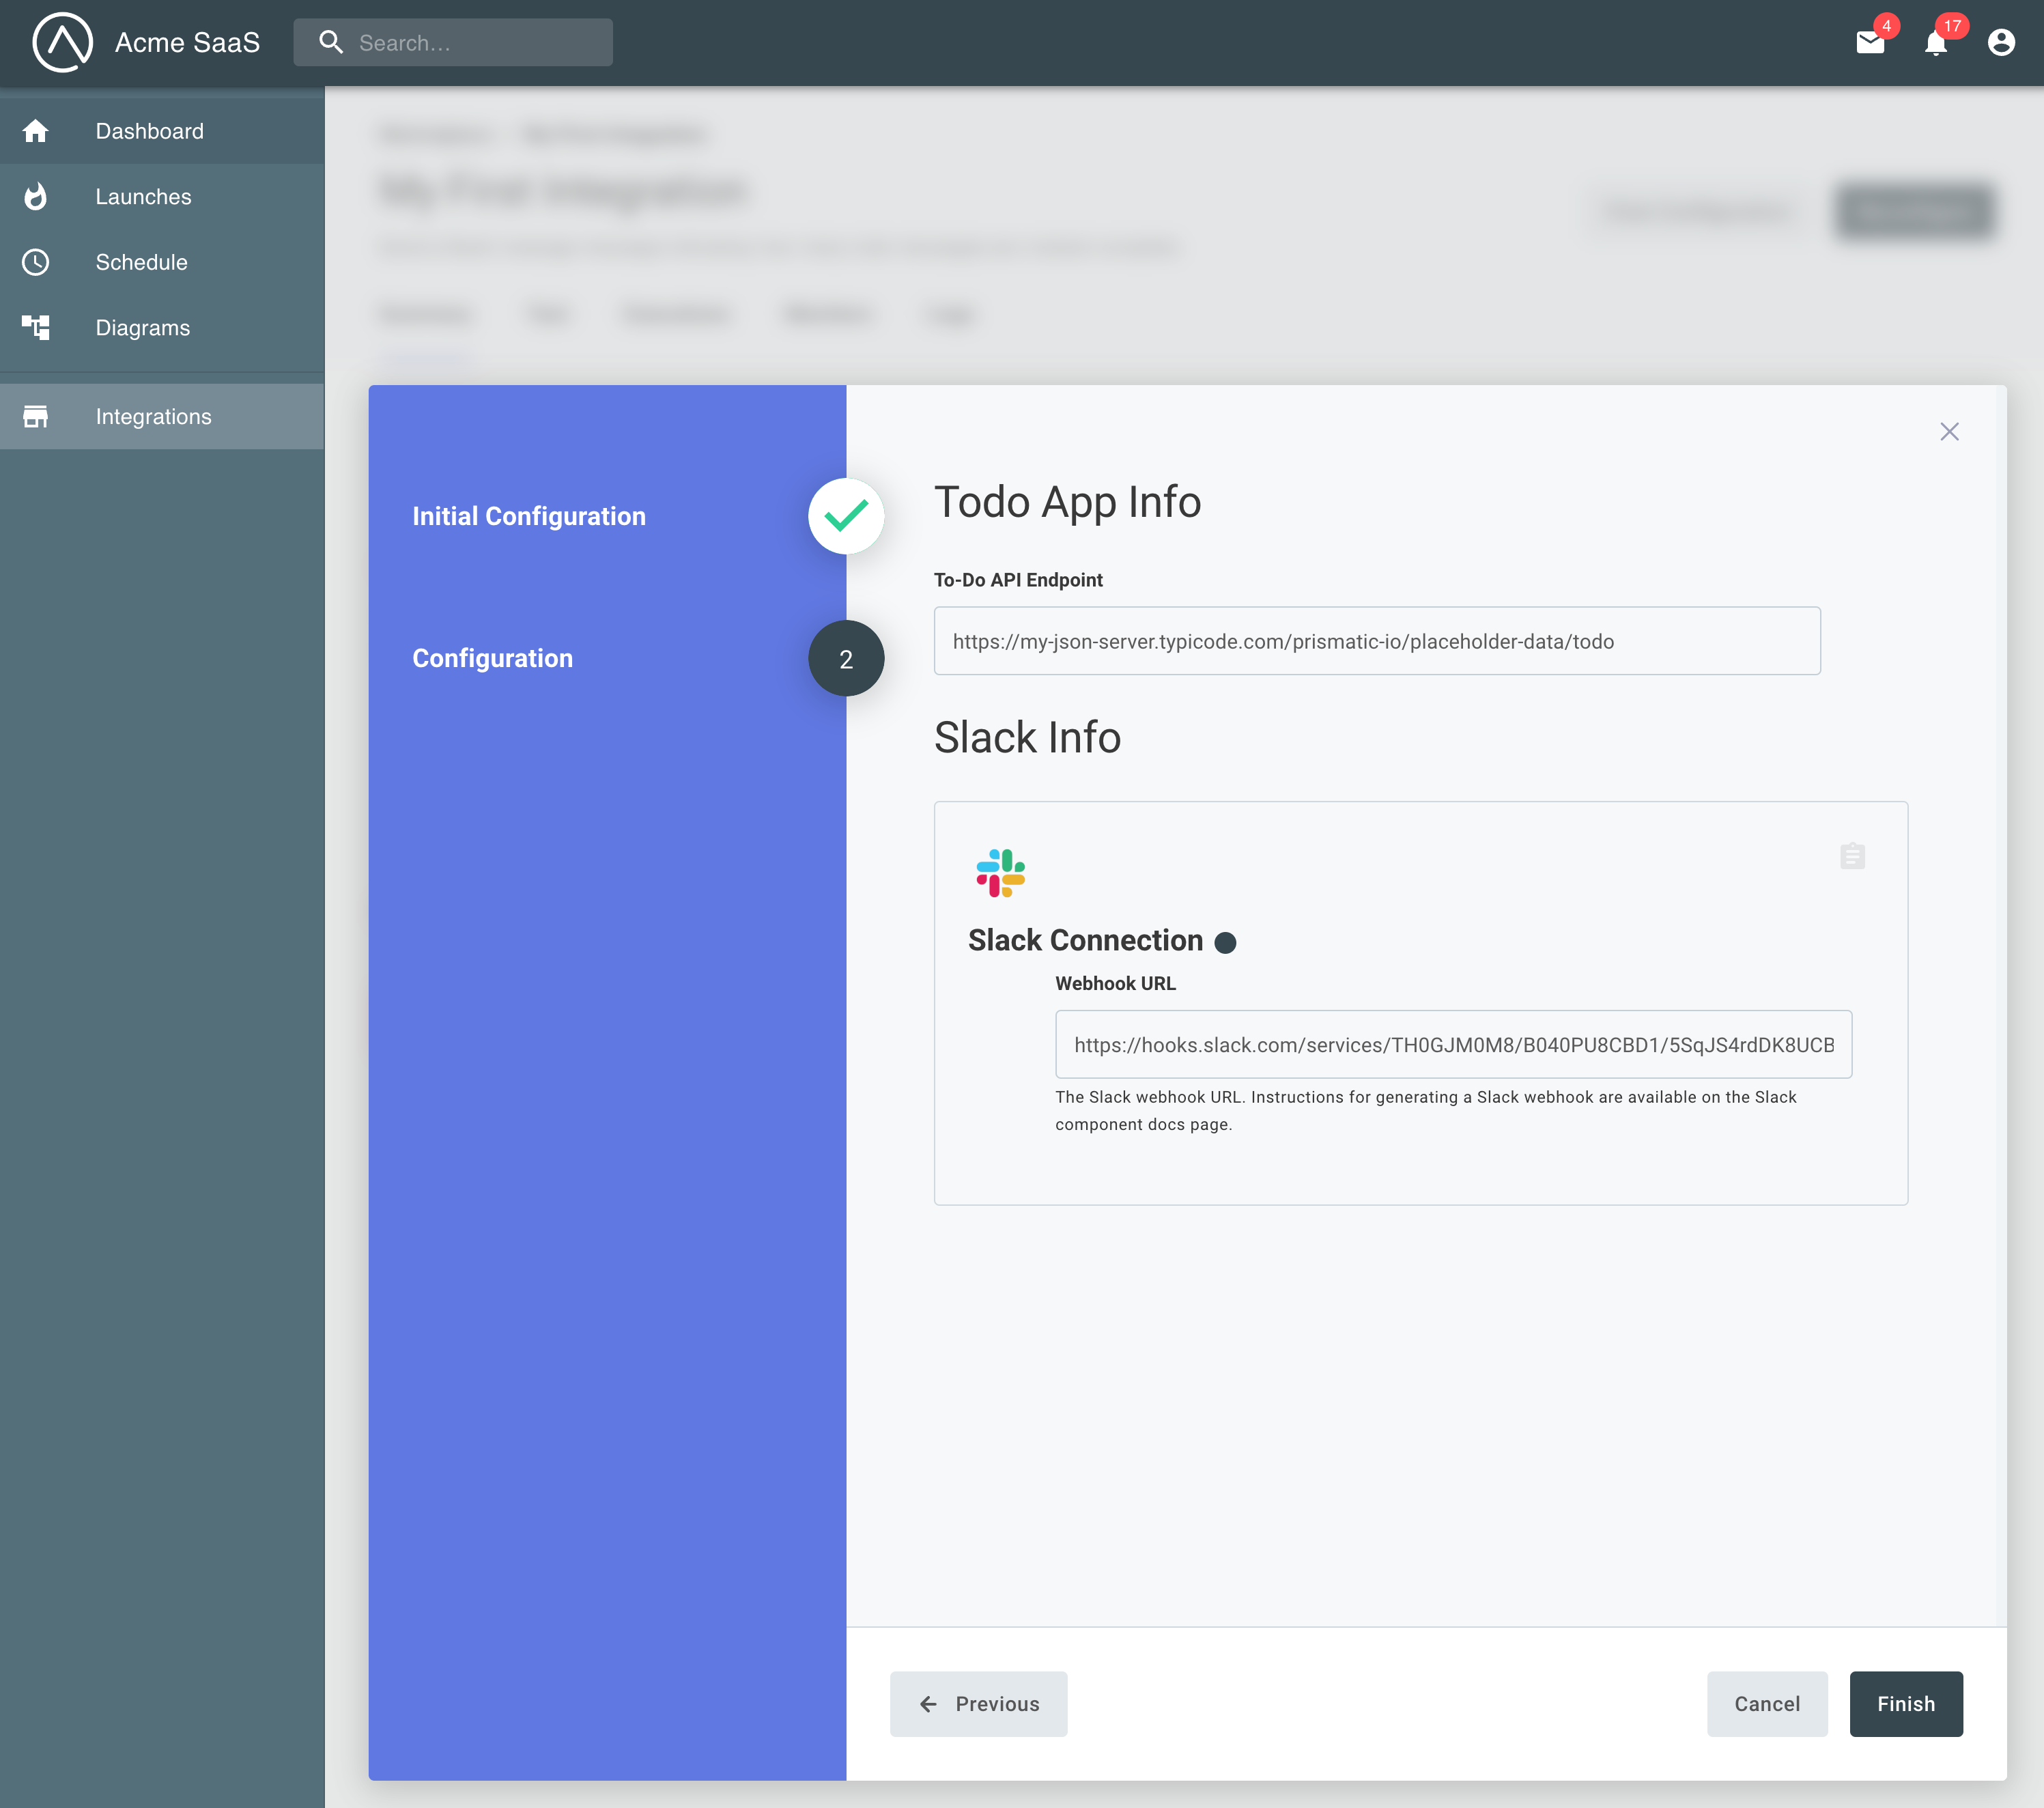 Acme SaaS
Search...
4
17
Dashboard
Launches
Schedule
Diagrams
Integrations
My First Integration
Initial Configuration
Configuration
2
Todo App Info
To-Do API Endpoint
https://my-json-server.typicode.com/prismatic-io/placeholder-data/todo
Slack Info
Slack Connection
Webhook URL
https://hooks.slack.com/services/TH0GJM0M8/B040PU8CBD1/5SqJS4rdDK8UCB
The Slack webhook URL. Instructions for generating a Slack webhook are available on the Slack
component docs page.
Previous
Cancel
Finish